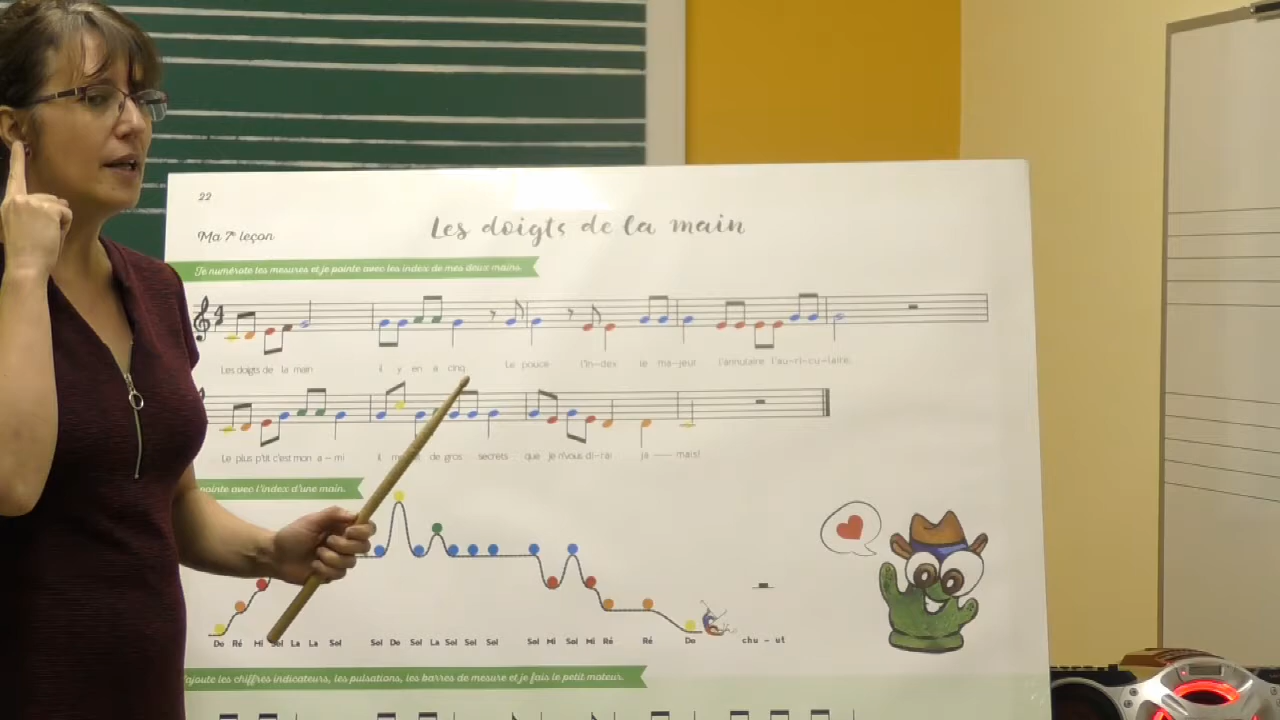 22
Les doigts de la main
Ma 7e leçon
Je numérote les mesures et je pointe avec les index de mes deux mains.
4
4
Les doigts de la main il y en a cinq Le pouce l'in-dex le ma-jeur l'annulaire l'au-ri-cu-laire.
Le plus p'tit c'est mon a-mi il de gros secrets que je n'vous di-rai ja — mais!
pointe avec l'index d'une main.
Do Ré Mi Sol La La Sol Sol Do Sol La Sol Sol Sol Sol Mi Sol Mi Ré Ré Do chu - ut
J'ajoute les chiffres indicateurs, les pulsations, les barres de mesure et je fais le petit moteur.